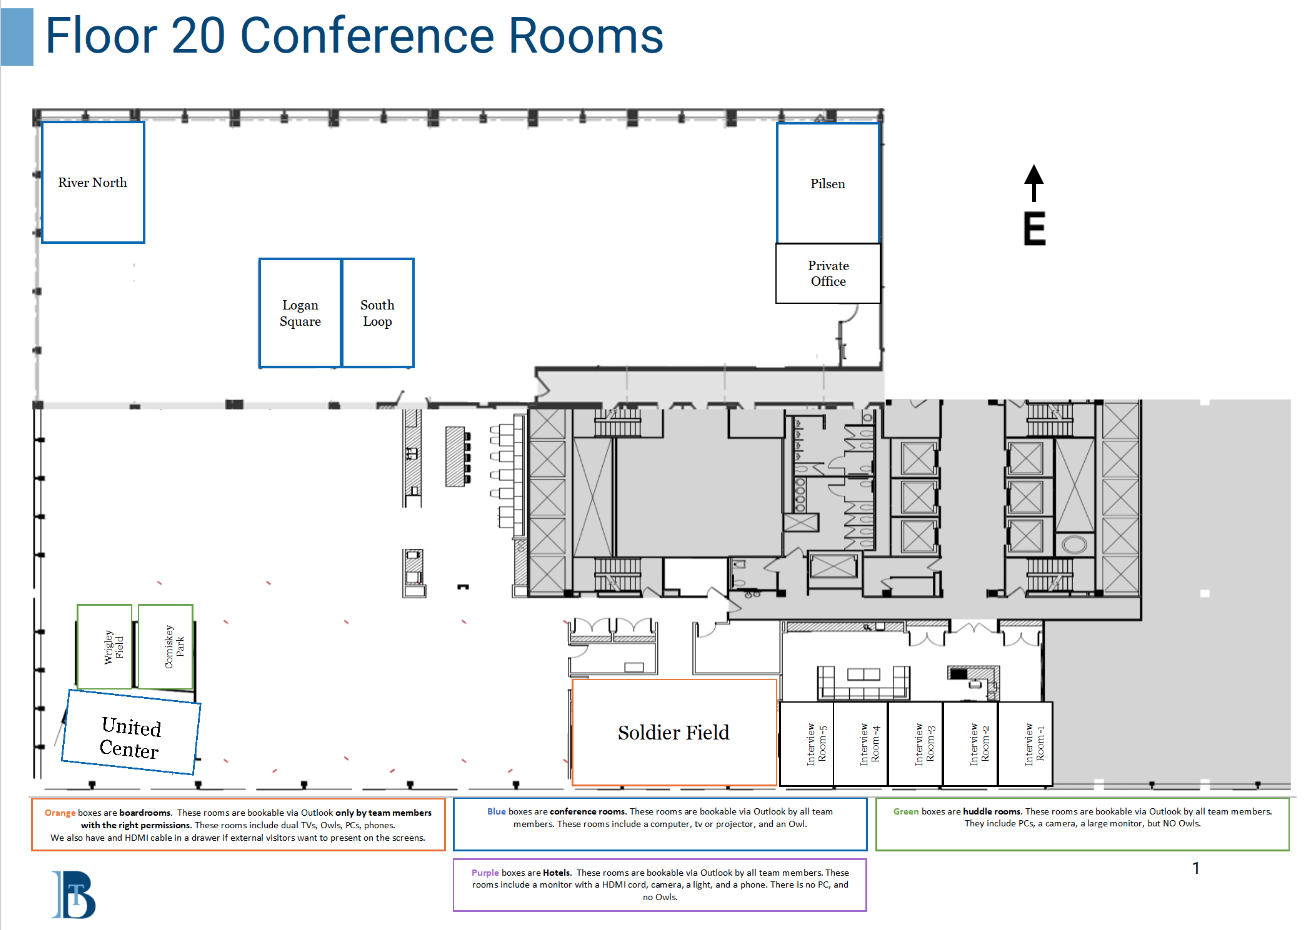 Floor 20 Conference Rooms
River North
Pilsen
E
Private
Office
Logan
Square
South
Loop
Wrigley
Field
Comiskey
Park
United
Center
Soldier Field
Interview
Room-5
Interview
Room-4
Interview
Room-3
Interview
Room-2
Interview
Room-1
Orange boxes are boardrooms. These rooms are bookable via Outlook only by team members
with the right permissions. These rooms include dual TVs, Owls, PCs, phones.
We also have and HDMI cable in a drawer if external visitors want to present on the screens.
Blue boxes are conference rooms. These rooms are bookable via Outlook by all team
members. These rooms include a computer, tv or projector, and an Owl.
Green boxes are huddle rooms. These rooms are bookable via Outlook by all team members.
They include PCs, a camera, a large monitor, but NO Owls.
Purple boxes are Hotels. These rooms are bookable via Outlook by all team members. These
rooms include a monitor with a HDMI cord, camera, a light, and a phone. There is no PC, and
no Owls.
1
BT